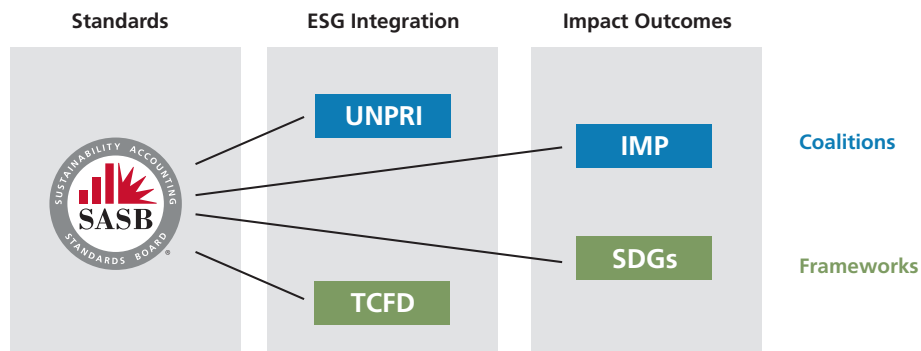 Standards
ESG Integration
Impact Outcomes
SUSTAINABILITY ACCOUNTING
SASB
STANDARDS BOARD
®
UNPRI
TCFD
IMP
SDGs
Coalitions
Frameworks